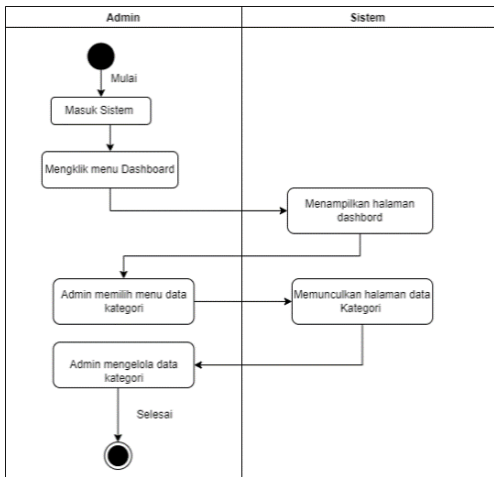 Admin
Sistem
Mulai
Masuk Sistem
Mengklik menu Dashboard
Menampilkan halaman
dashbord
Admin memilih menu data
kategori
Memunculkan halaman data
Kategori
Admin mengelola data
kategori
Selesai